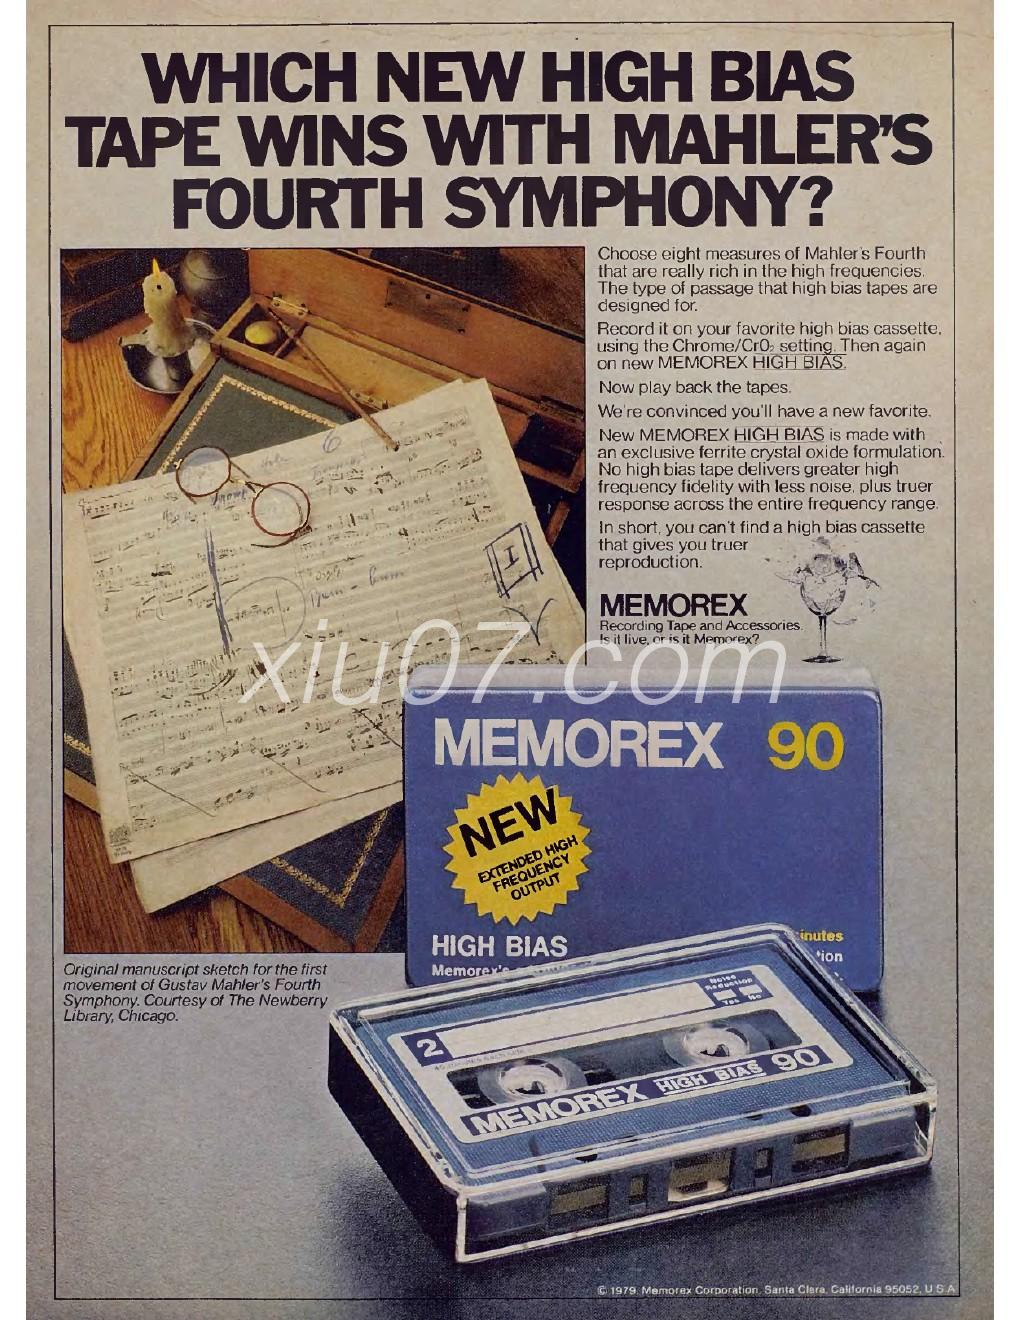 WHICH NEW HIGH BIAS
TAPE WINS WITH MAHLER'S
FOURTH SYMPHONY?
Choose eight measures of Mahler's Fourth
that are really rich in the high frequencies.
The type of passage that high bias tapes are
designed for.
Record it on your favorite high bias cassette,
using the Chrome/CrO₂ setting. Then again
on new MEMOREX HIGH BIAS.
Now play back the tapes.
We're convinced you'll have a new favorite.
New MEMOREX HIGH BIAS is made with
an exclusive ferrite crystal oxide formulation.
No high bias tape delivers greater high
frequency fidelity with less noise, plus truer
response across the entire frequency range.
In short, you can't find a high bias cassette
that gives you truer
reproduction.
MEMOREX
Recording Tape and Accessories.
Is it live, or is it Memorex?
xiu07.com
6
I
MEMOREX 90
NEW
EXTENDED HIGH
FREQUENCY
OUTPUT
HIGH BIAS
Memorex's
inutes
tion
Original manuscript sketch for the first
movement of Gustav Mahler's Fourth
Symphony. Courtesy of The Newberry
Library, Chicago.
Noise
Reduction
Yes No
2
MEMOREX HIGH BIAS 90
© 1979, Memorex Corporation, Santa Clara, California 95052, U.S.A.